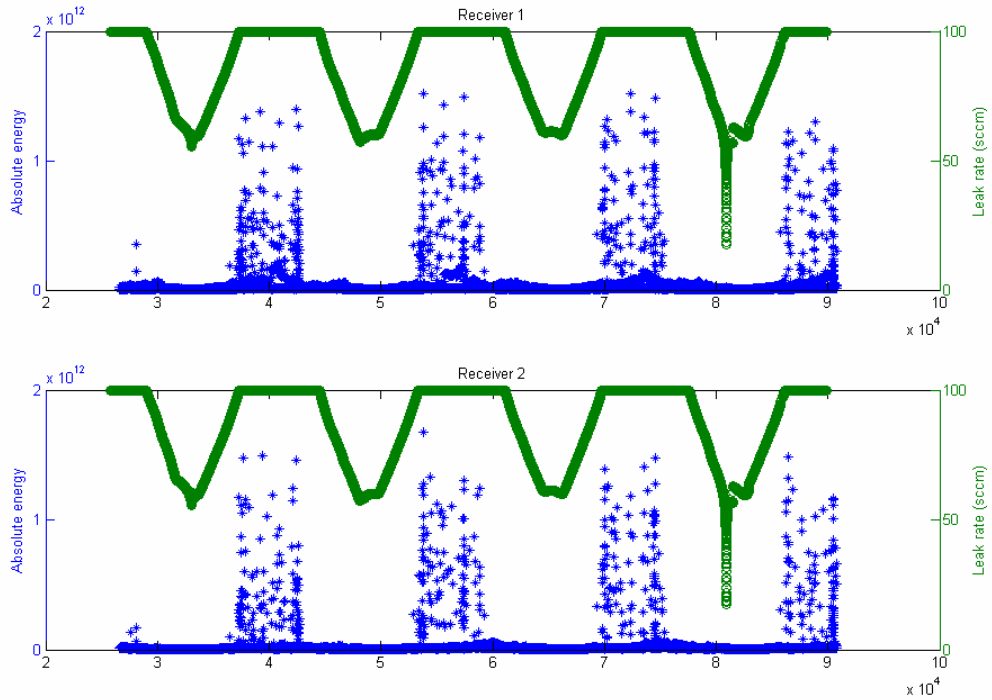 Receiver 1
x 10^12
2
1
0
Absolute energy
100
50
0
Leak rate (sccm)
2 3 4 5 6 7 8 9 10
x 10^4
Receiver 2
x 10^12
2
1
0
Absolute energy
100
50
0
Leak rate (sccm)
2 3 4 5 6 7 8 9 10
x 10^4